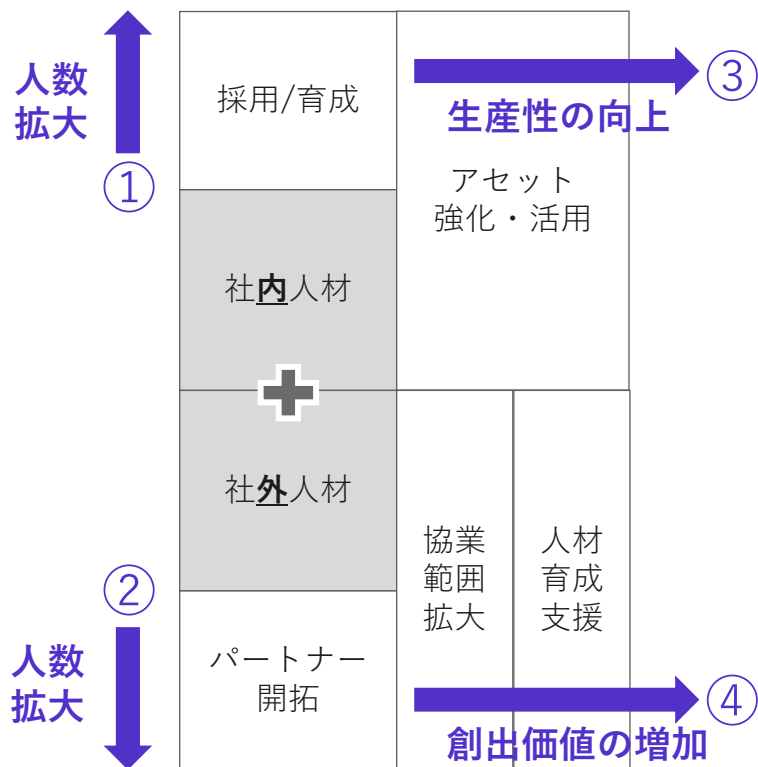 人数
拡大
①
採用/育成
生産性の向上
③
アセット
強化・活用
社内人材
社外人材
②
人数
拡大
パートナー
開拓
協業
範囲
拡大
人材
育成
支援
④
創出価値の増加